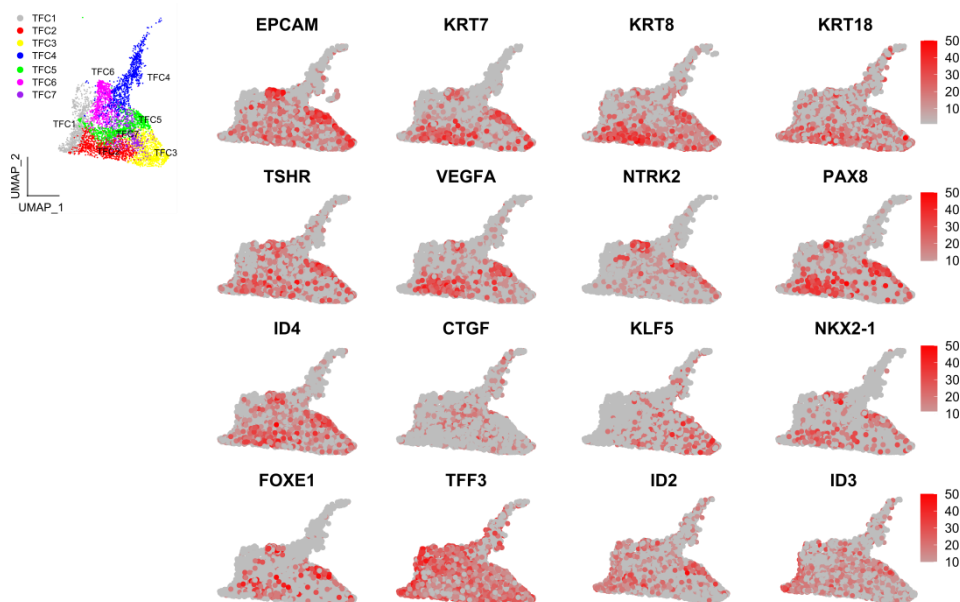 TFC1
TFC2
TFC3
TFC4
TFC5
TFC6
TFC7
TFC6
TFC4
TFC1
TFC5
TFC7
TFC3
UMAP_2
UMAP_1
EPCAM KRT7 KRT8 KRT18
50
40
30
20
10
TSHR VEGFA NTRK2 PAX8
50
40
30
20
10
ID4 CTGF KLF5 NKX2-1
50
40
30
20
FOXE1 TFF3 ID2 ID3
50
40
30
20
10